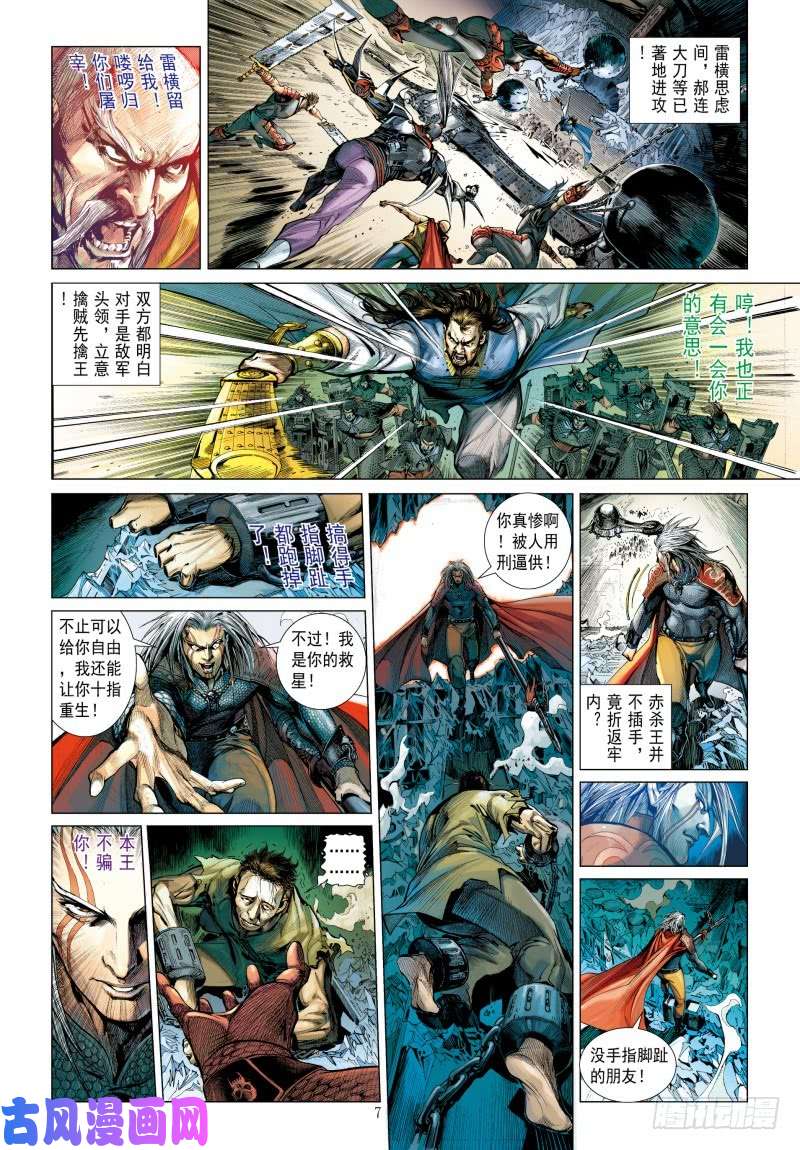 雷横思虑
间，郝连
大刀等已
著地进攻
！
雷横留
给我！
喽啰归
你们屠
宰！
哼！我也正
有会一会你
的意思！
双方都明白
对手是敌军
头领，立意
擒贼先擒王
！
赤杀王并
不插手，
竟折返牢
内？
没手指脚趾
的朋友！
你真惨啊
！被人用
刑逼供！
搞得手
指脚趾
都跑掉
了！
不过！我
是你的救
星！
不止可以
给你自由
，我还能
让你十指
重生！
……
……
本王
不骗
你！
7
古风漫画网
腾讯动漫